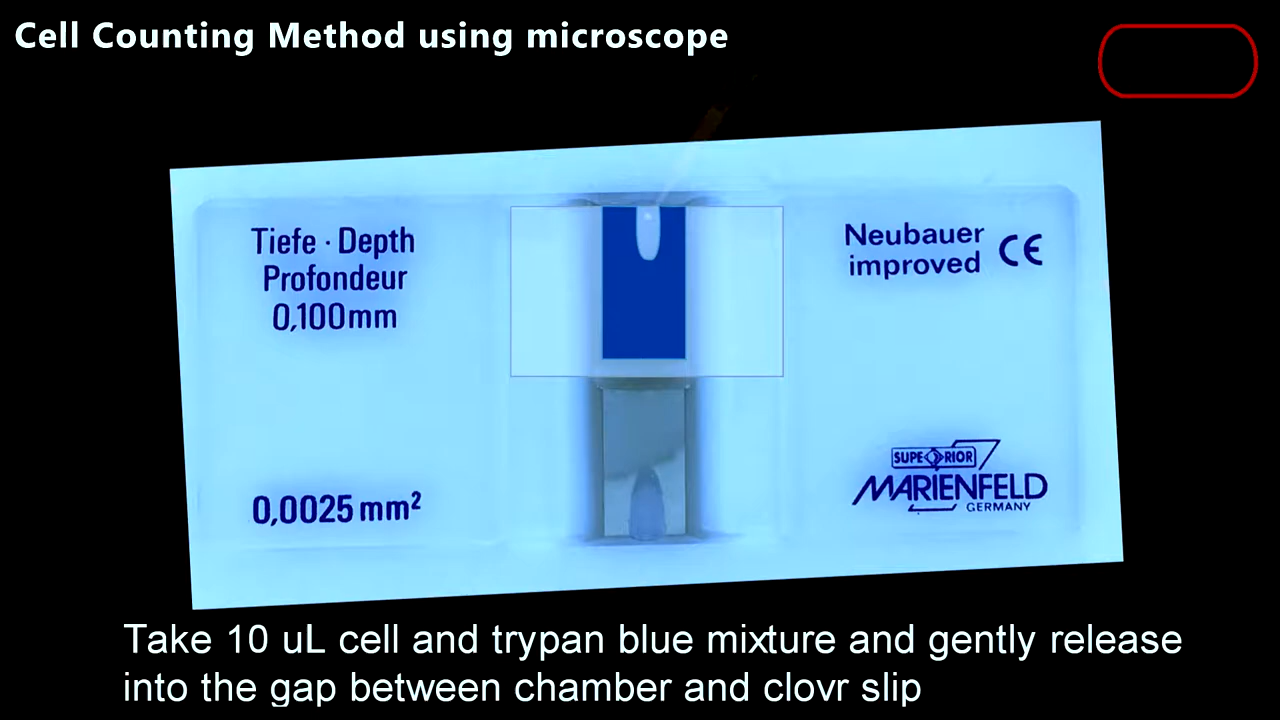 Cell Counting Method using microscope
Tiefe · Depth
Profondeur
0,100mm
Neubauer
improved CE
0,0025 mm²
SUPERIOR
MARIENFELD
GERMANY
Take 10 uL cell and trypan blue mixture and gently release
into the gap between chamber and clovr slip